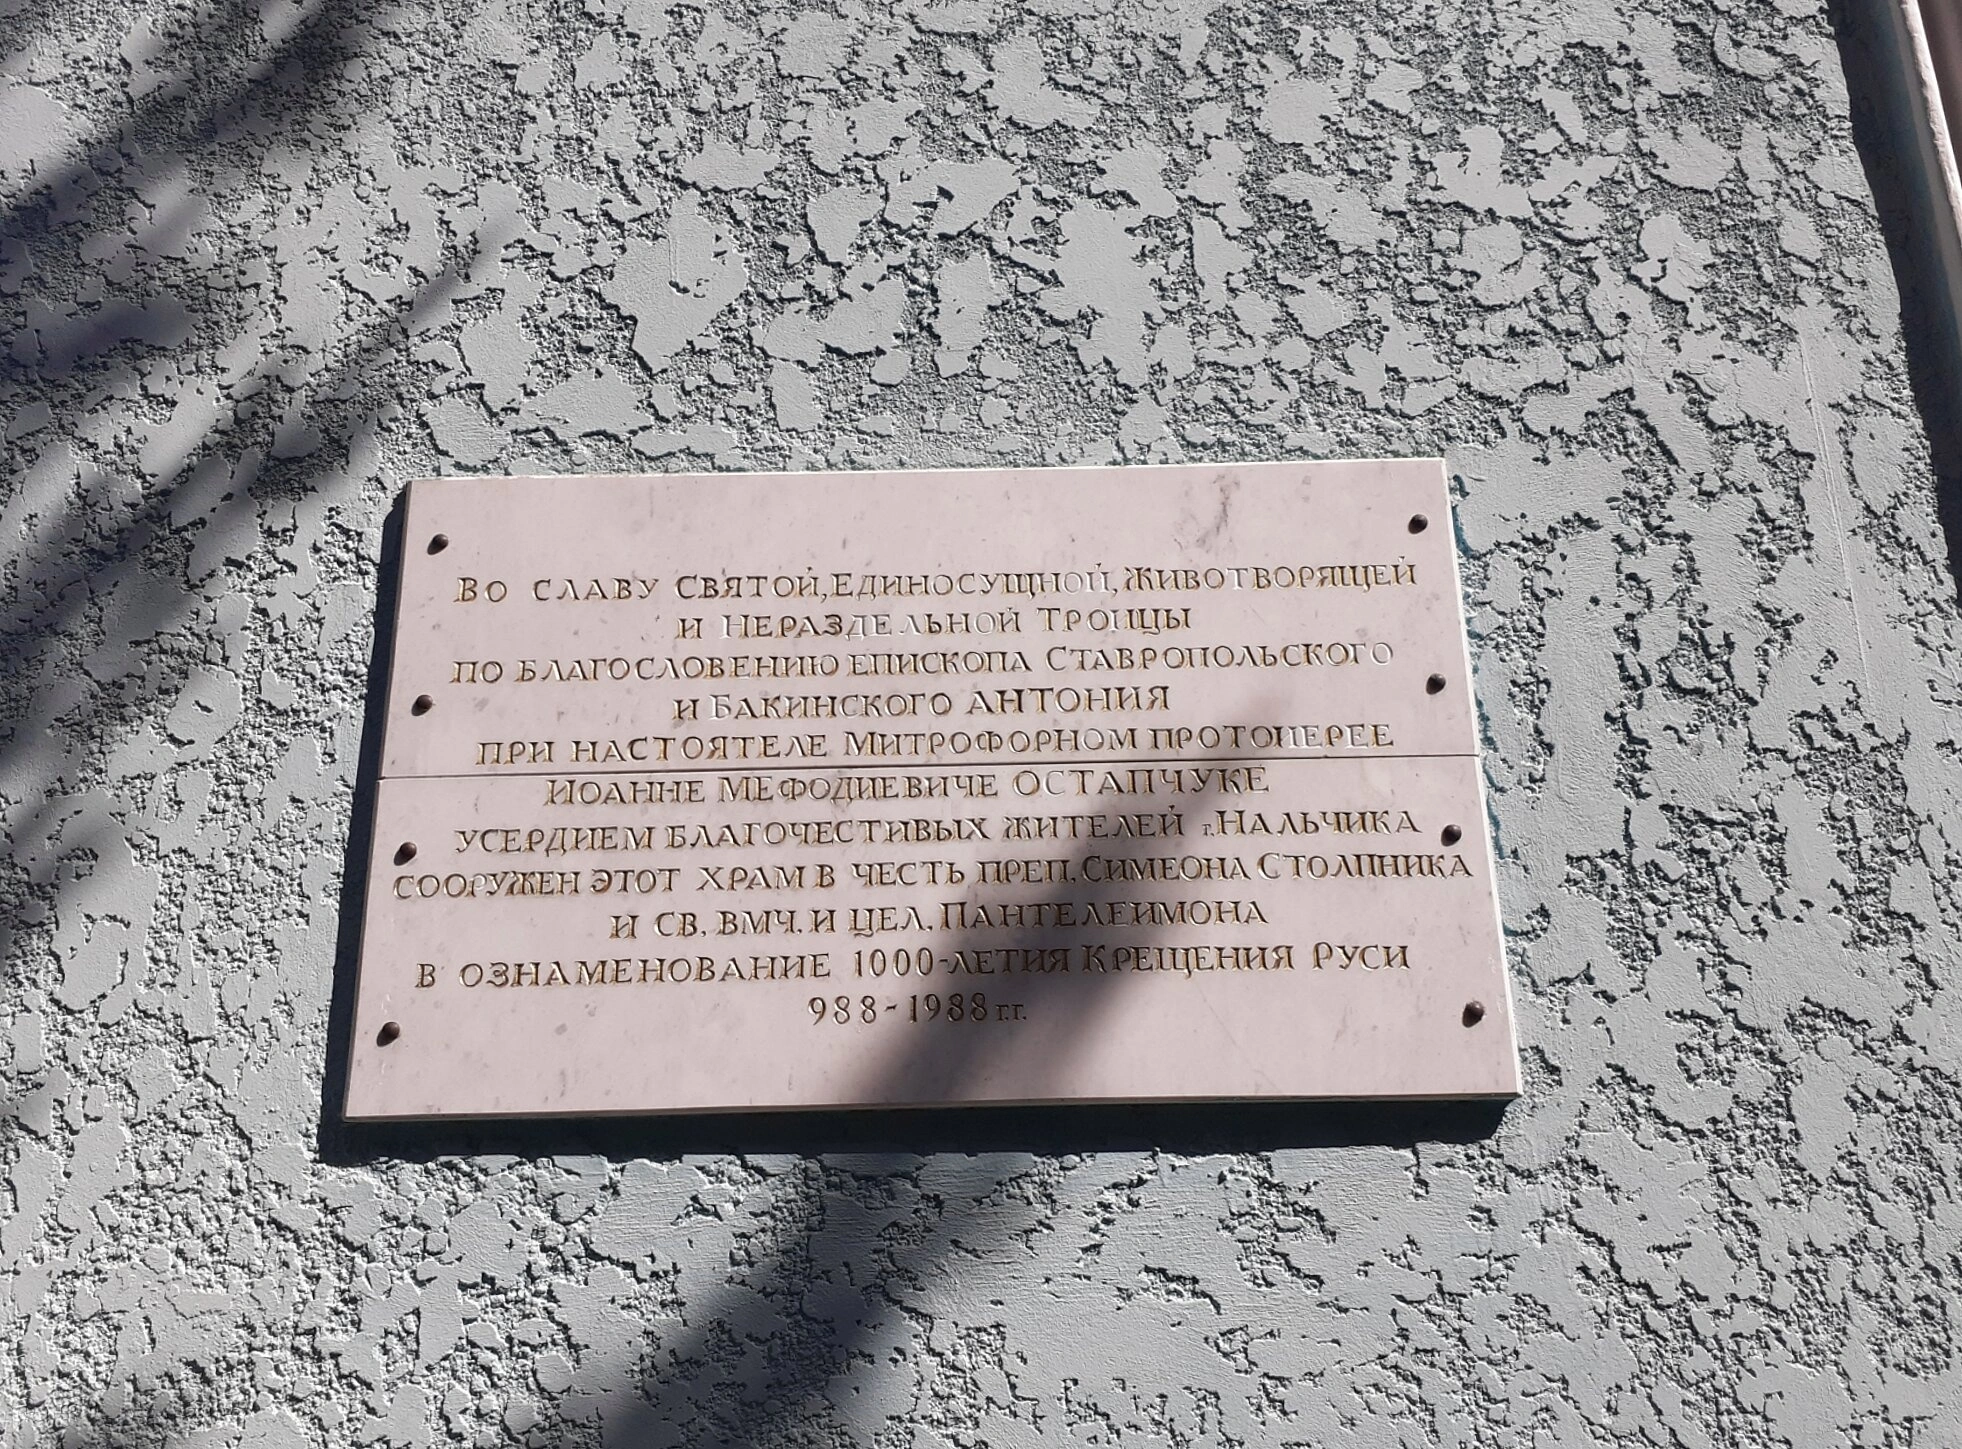 Во славу Святой, Единосущной, Животворящей
и Нераздельной Троицы
по благословению епископа Ставропольского
и Бакинского Антония
при настоятеле Митрофорном протоиерее
Иоанне Мефодиевиче Остапчуке
усердием благочестивых жителей г. Нальчика
сооружен этот храм в честь преп. Симеона Столпника
и св. вмч. и цел. Пантелеимона
в ознаменование 1000-летия Крещения Руси
988-1988 г.г.